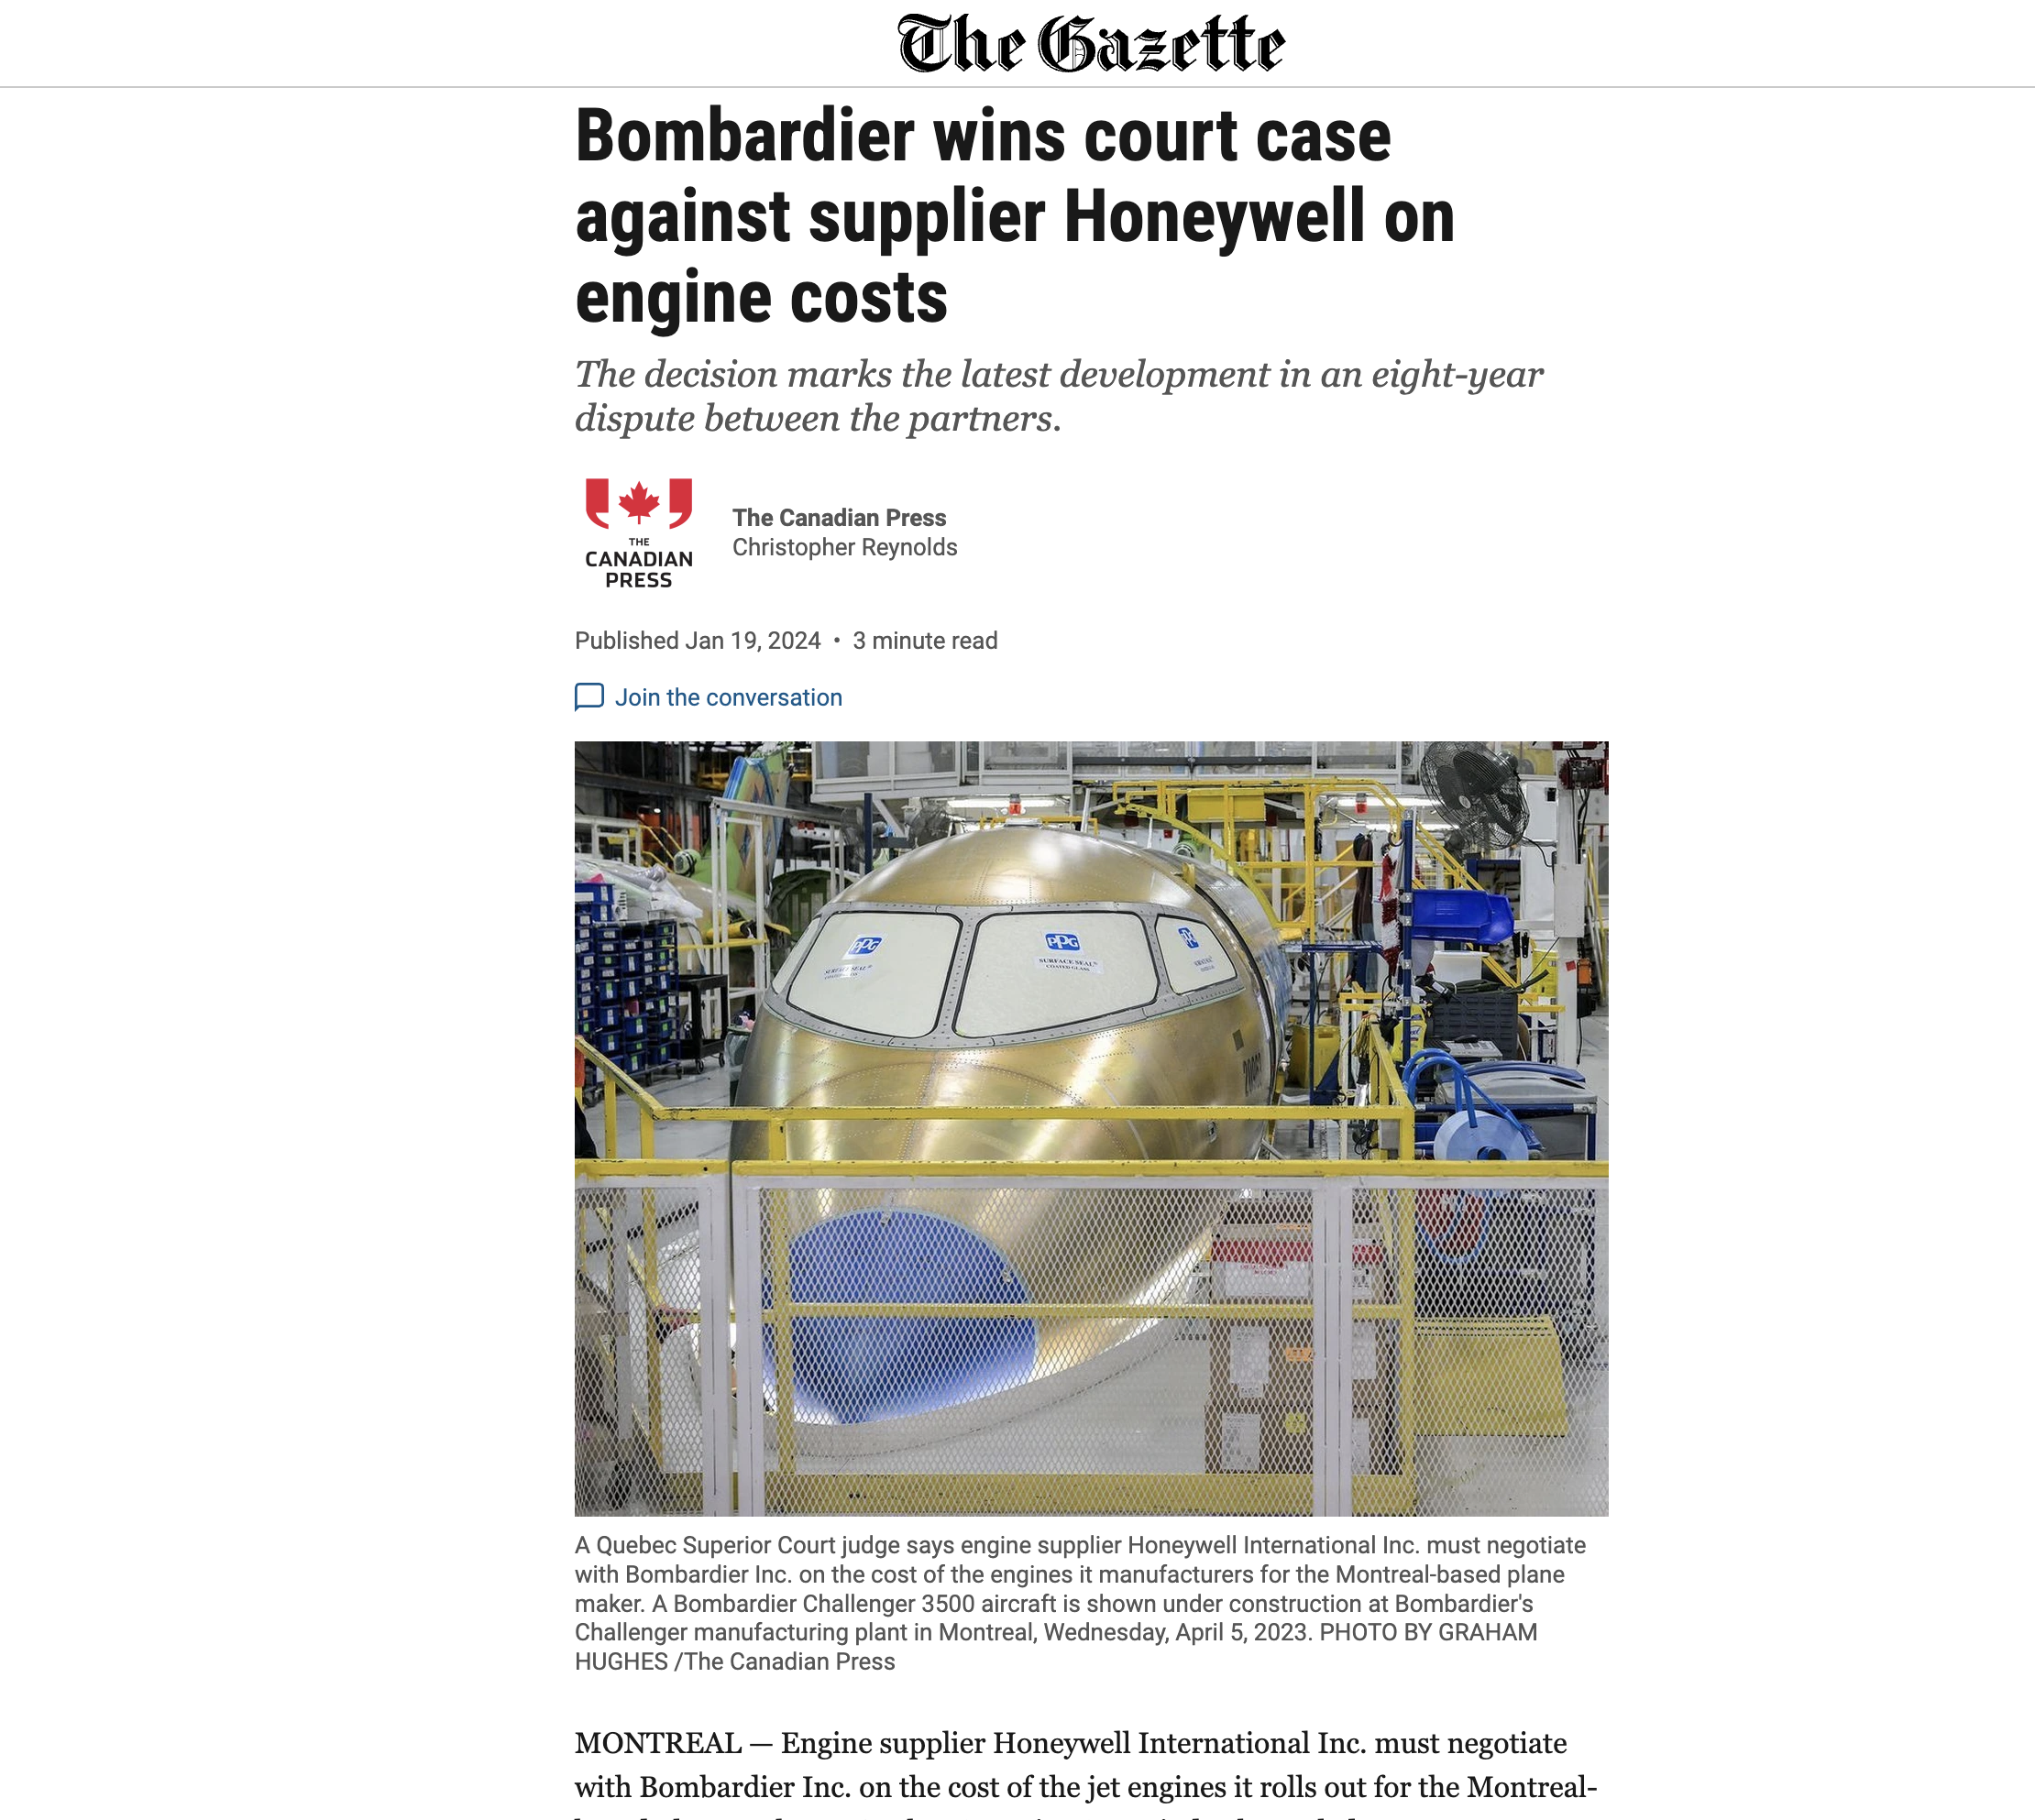 The Gazette
Bombardier wins court case
against supplier Honeywell on
engine costs
The decision marks the latest development in an eight-year
dispute between the partners.
THE
CANADIAN
PRESS
The Canadian Press
Christopher Reynolds
Published Jan 19, 2024 • 3 minute read
Join the conversation
PPG
SURFACE SEAL®
PPG
SURFACE SEAL®
COATED GLASS
A Quebec Superior Court judge says engine supplier Honeywell International Inc. must negotiate
with Bombardier Inc. on the cost of the engines it manufacturers for the Montreal-based plane
maker. A Bombardier Challenger 3500 aircraft is shown under construction at Bombardier's
Challenger manufacturing plant in Montreal, Wednesday, April 5, 2023. PHOTO BY GRAHAM
HUGHES /The Canadian Press
MONTREAL — Engine supplier Honeywell International Inc. must negotiate
with Bombardier Inc. on the cost of the jet engines it rolls out for the Montreal-